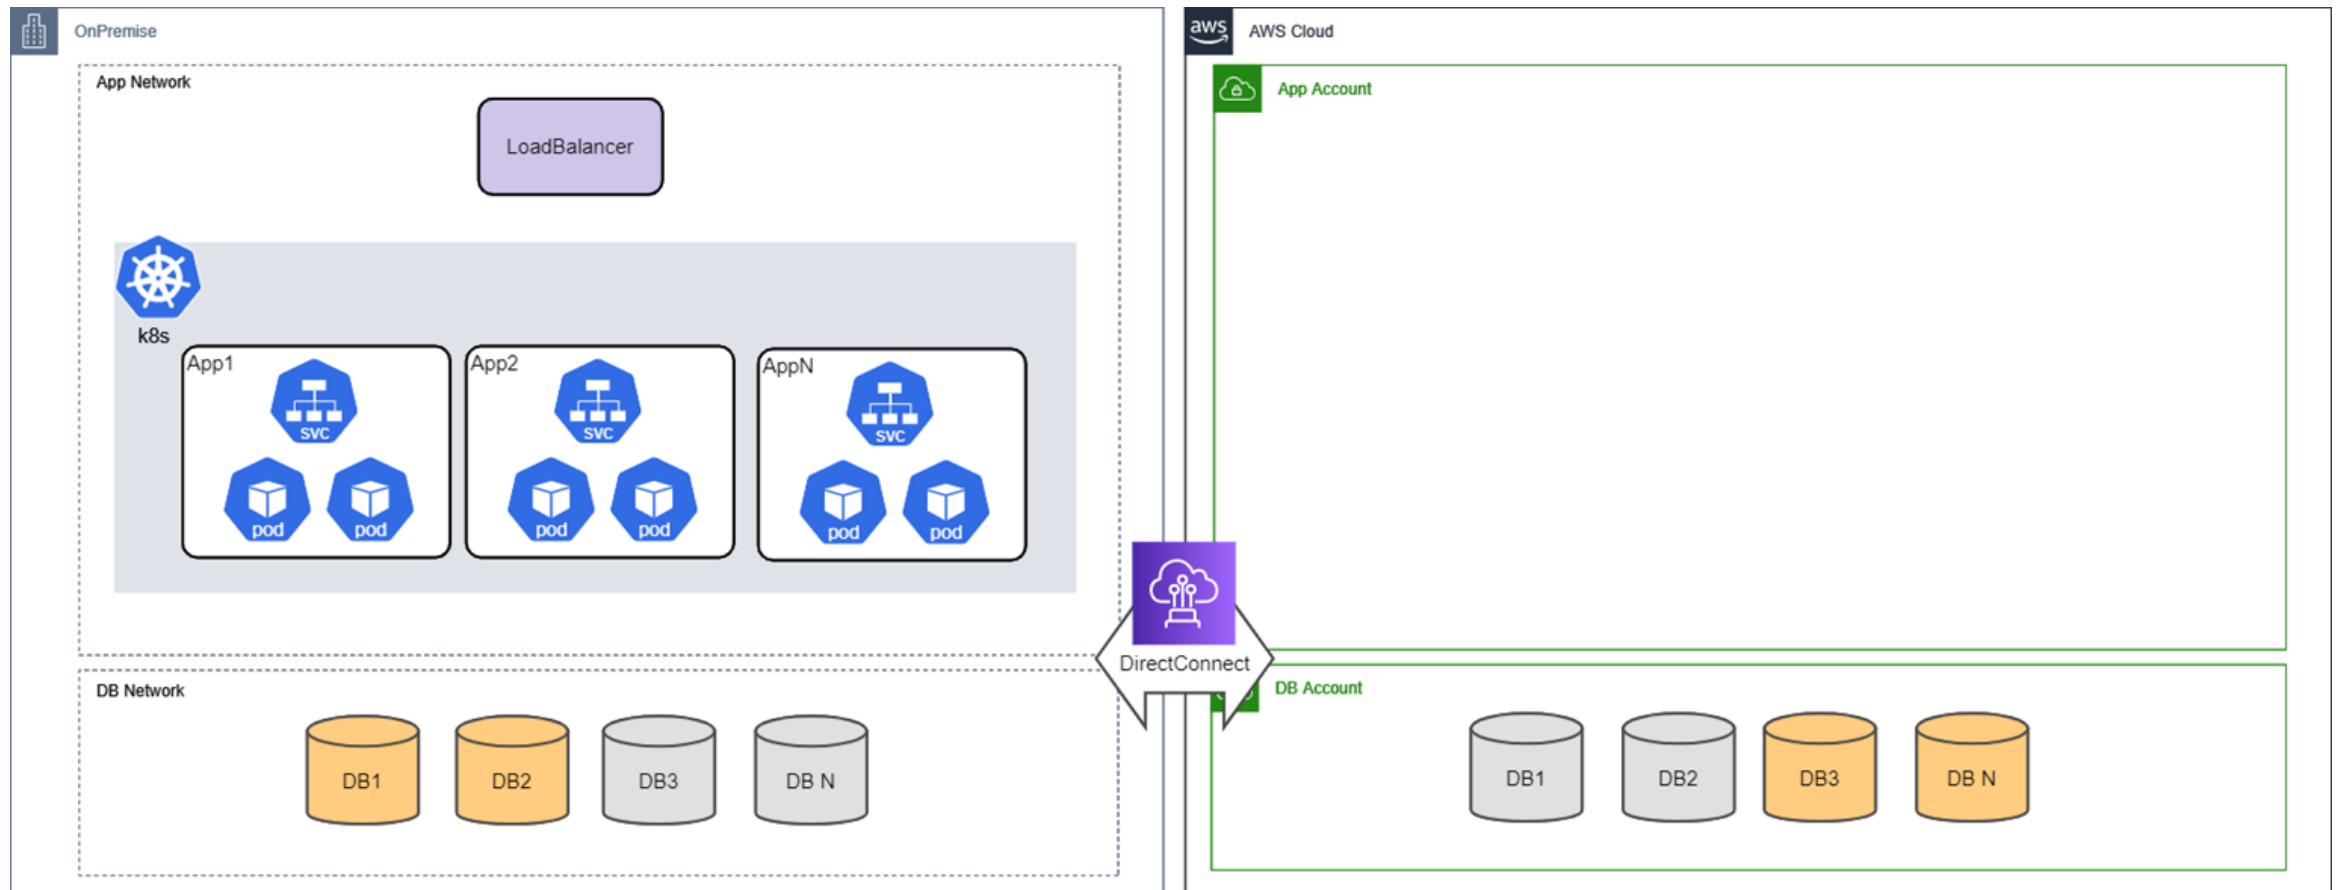 OnPremise
App Network
LoadBalancer
k8s
App1
svc
pod
pod
App2
svc
pod
pod
AppN
svc
pod
pod
DB Network
DB1
DB2
DB3
DB N
DirectConnect
aws
AWS Cloud
App Account
DB Account
DB1
DB2
DB3
DB N